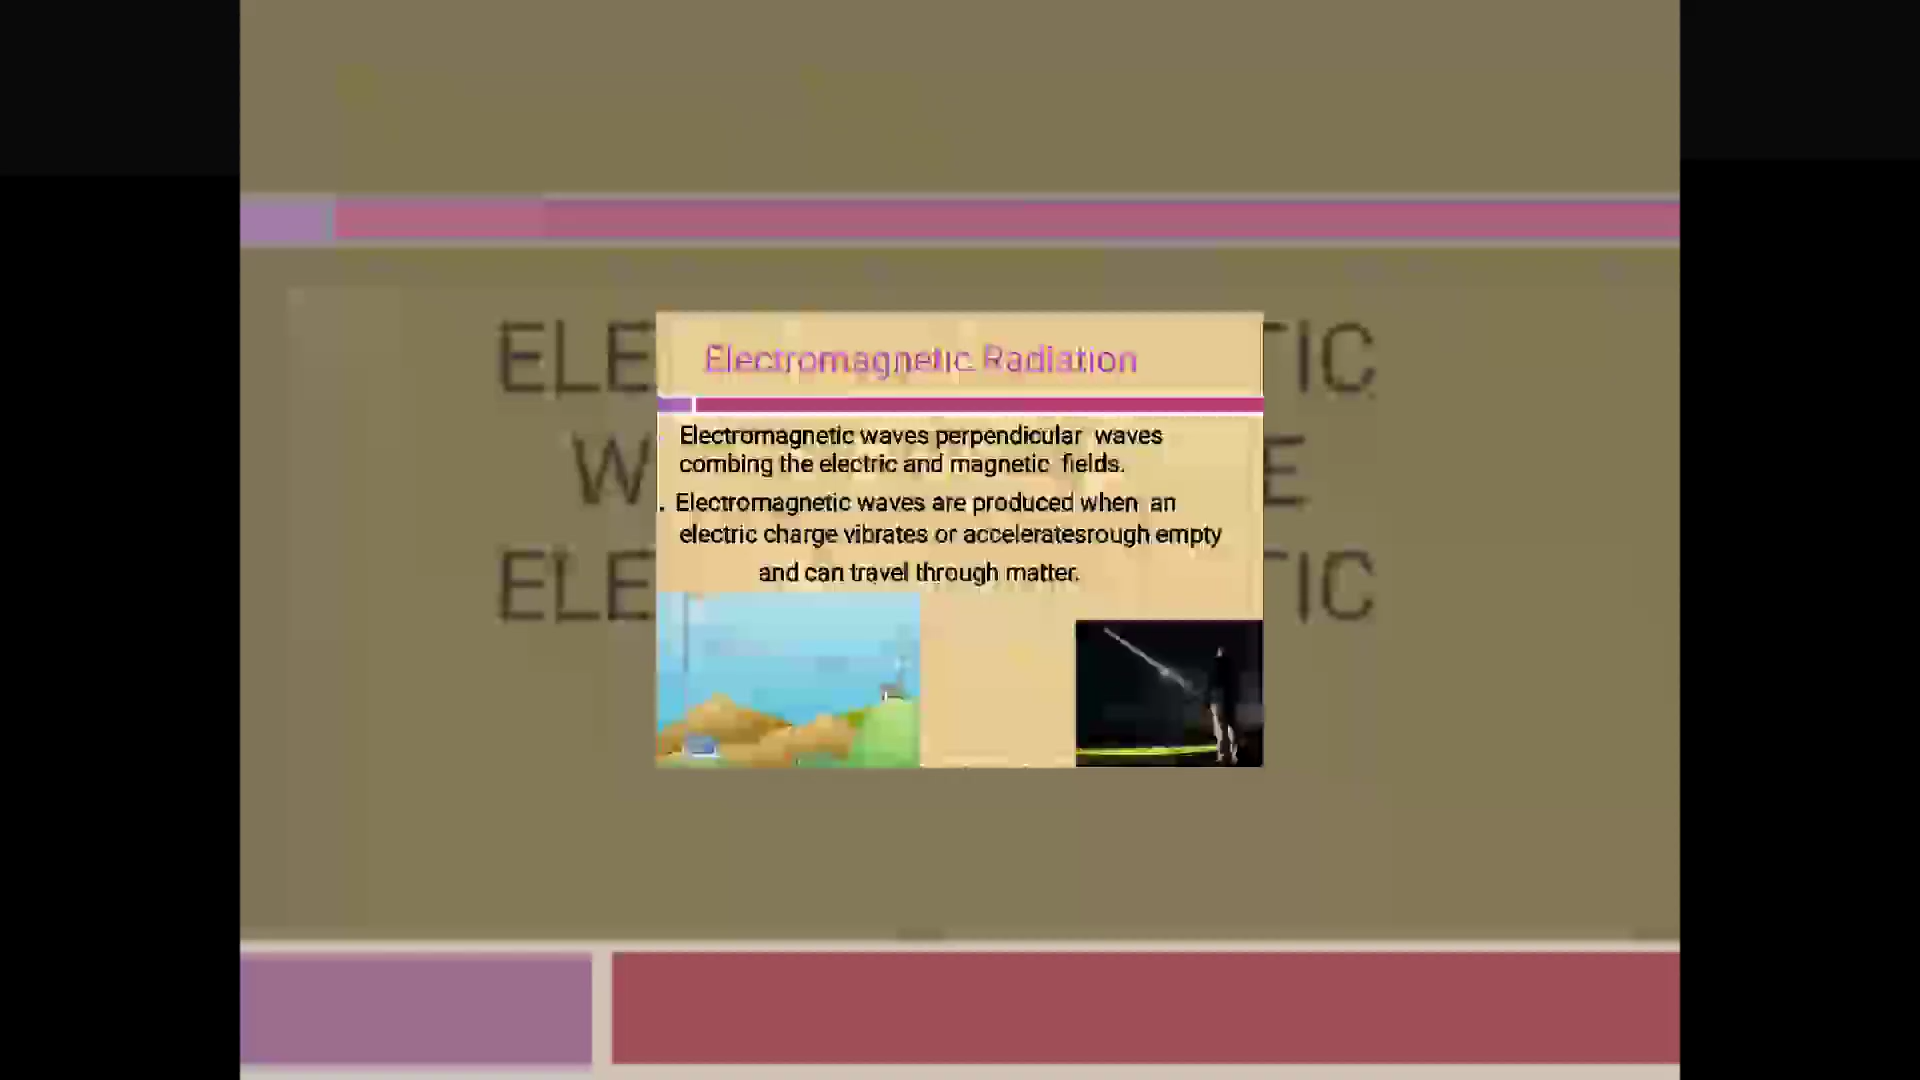 Electromagnetic Radiation
Electromagnetic waves perpendicular waves
combing the electric and magnetic fields.
. Electromagnetic waves are produced when an
electric charge vibrates or acceleratesrough empty
and can travel through matter.